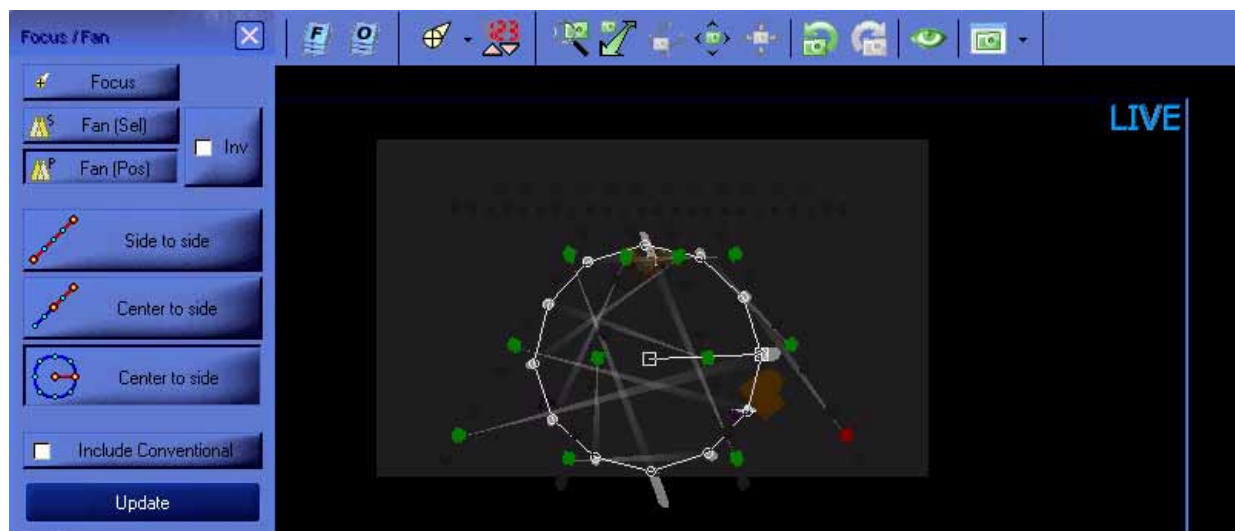 Focus / Fan
F
O
123
Focus
S
Fan (Sel)
Inv
P
Fan (Pos)
LIVE
Side to side
Center to side
Center to side
Include Conventional
Update